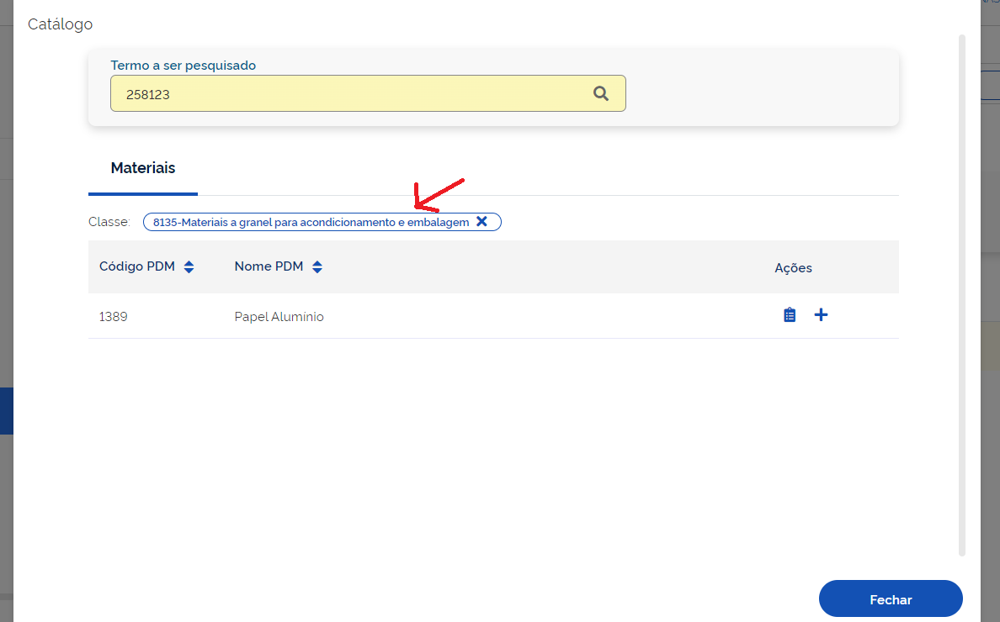 Catálogo
Termo a ser pesquisado
258123
Materiais
Classe: 8135-Materiais a granel para acondicionamento e embalagem
Código PDM Nome PDM Ações
1389 Papel Alumínio
Fechar